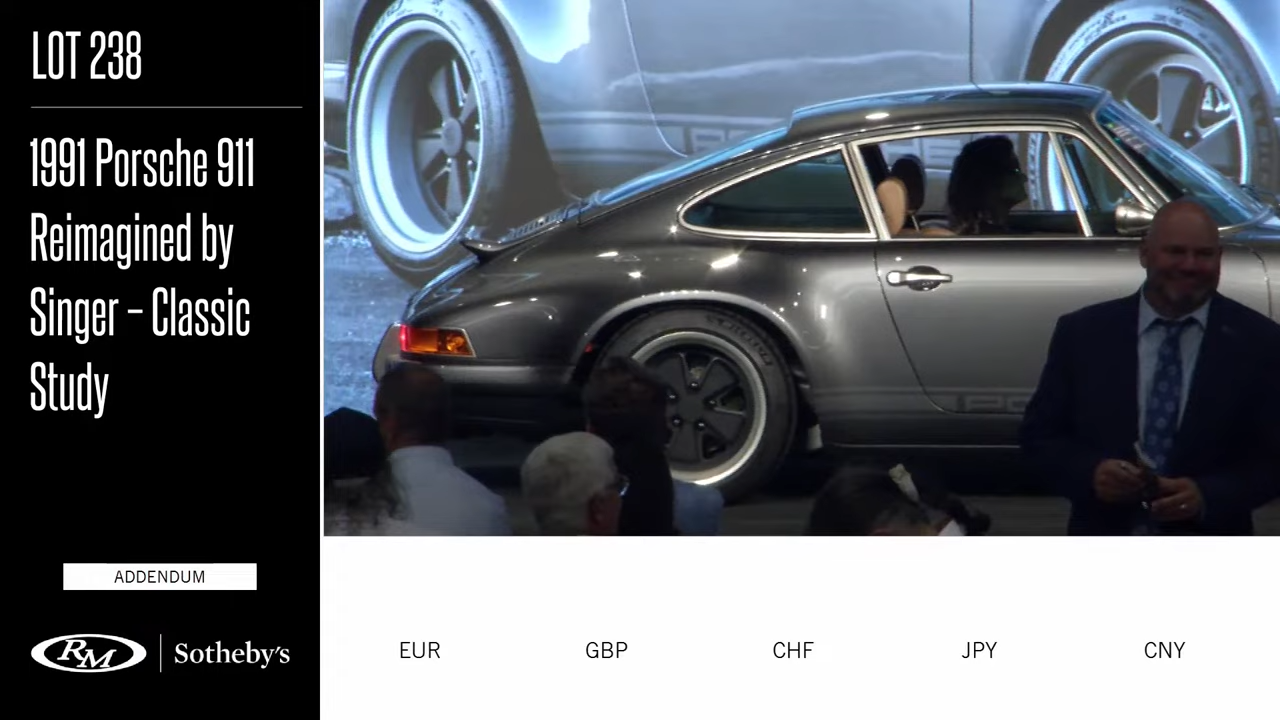 LOT 238
1991 Porsche 911
Reimagined by
Singer – Classic
Study
ADDENDUM
RM Sotheby's
EUR GBP CHF JPY CNY